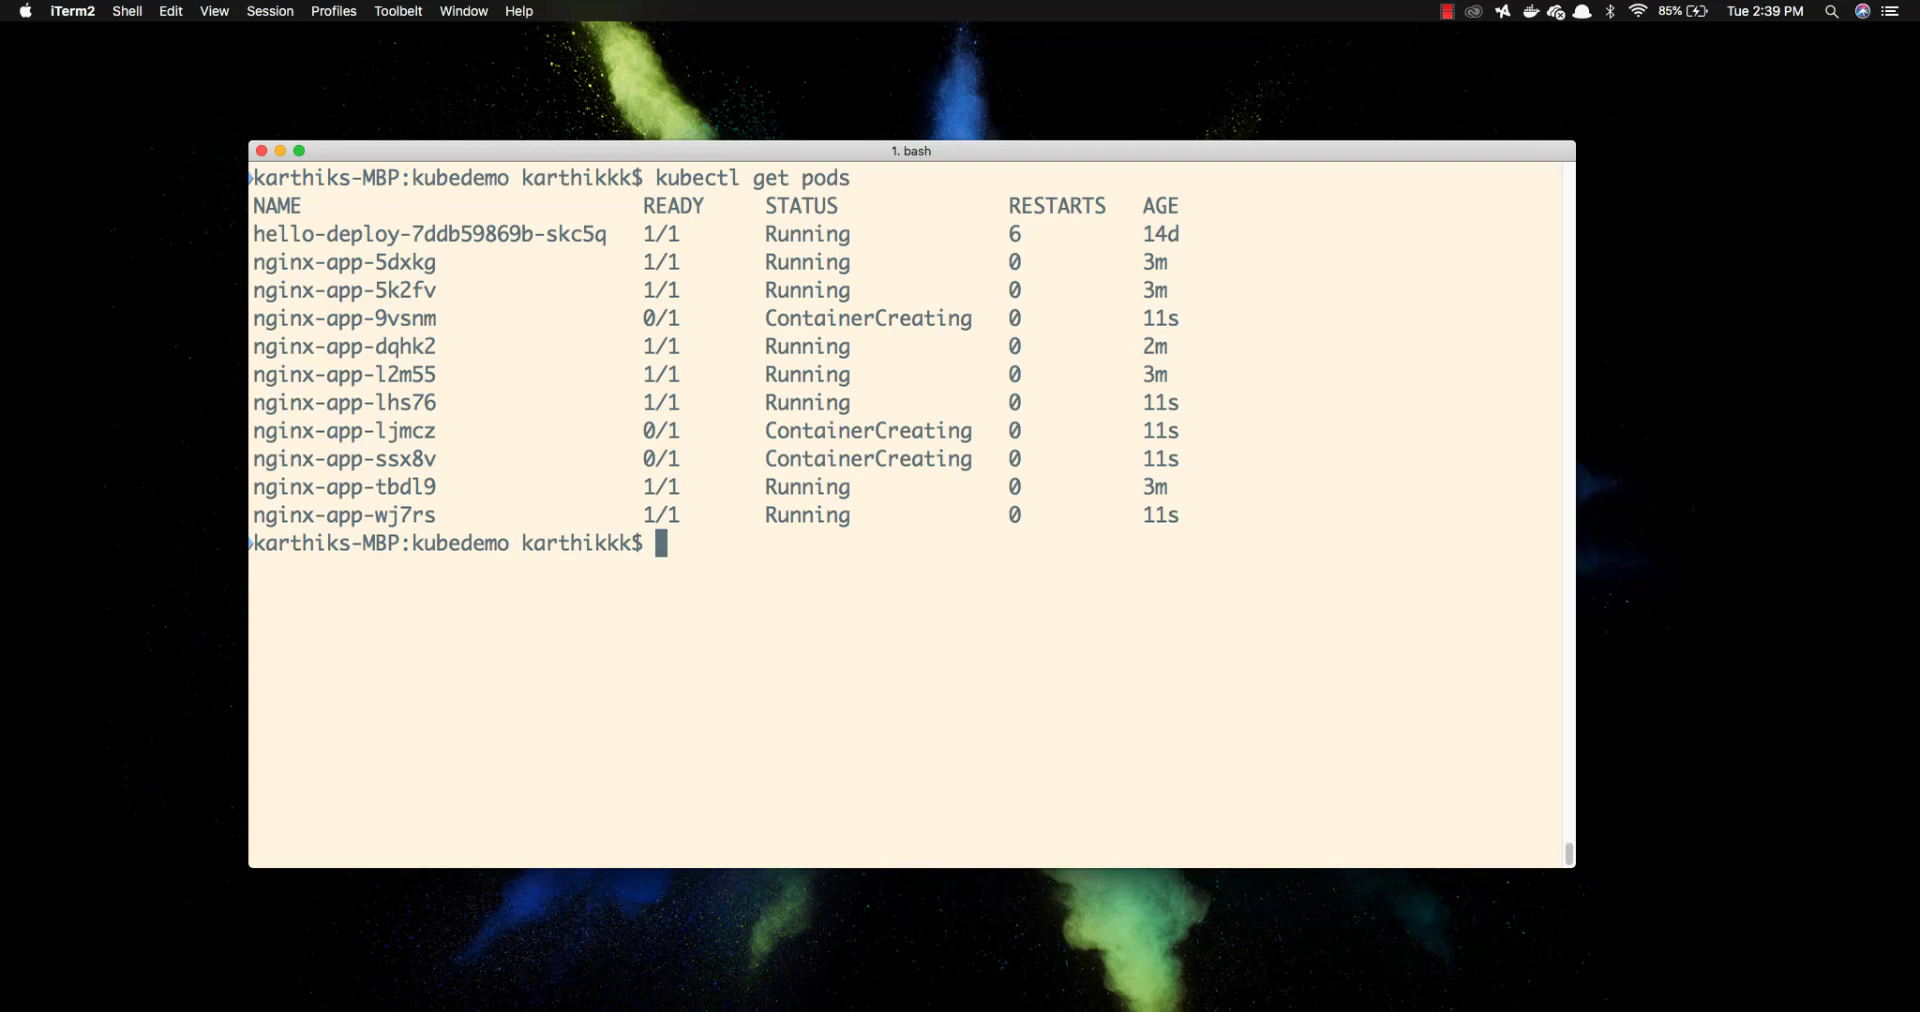 iTerm2 Shell Edit View Session Profiles Toolbelt Window Help 85% Tue 2:39 PM
1. bash
karthiks-MBP:kubedemo karthikkk$ kubectl get pods
NAME READY STATUS RESTARTS AGE
hello-deploy-7ddb59869b-skc5q 1/1 Running 6 14d
nginx-app-5dxkg 1/1 Running 0 3m
nginx-app-5k2fv 1/1 Running 0 3m
nginx-app-9vsnm 0/1 ContainerCreating 0 11s
nginx-app-dqhk2 1/1 Running 0 2m
nginx-app-l2m55 1/1 Running 0 3m
nginx-app-lhs76 1/1 Running 0 11s
nginx-app-ljmcz 0/1 ContainerCreating 0 11s
nginx-app-ssx8v 0/1 ContainerCreating 0 11s
nginx-app-tbdl9 1/1 Running 0 3m
nginx-app-wj7rs 1/1 Running 0 11s
karthiks-MBP:kubedemo karthikkk$